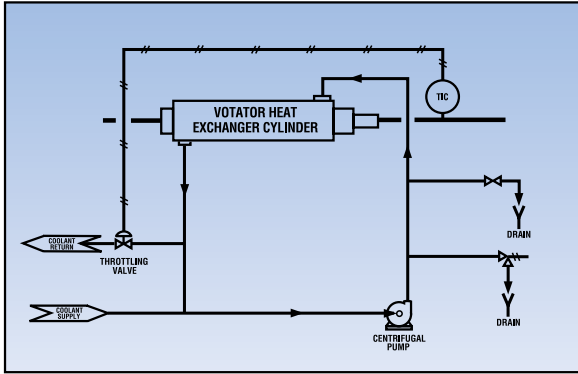 VOTATOR HEAT
EXCHANGER CYLINDER
TIC
DRAIN
COOLANT
RETURN
THROTTLING
VALVE
COOLANT
SUPPLY
CENTRIFUGAL
PUMP
DRAIN